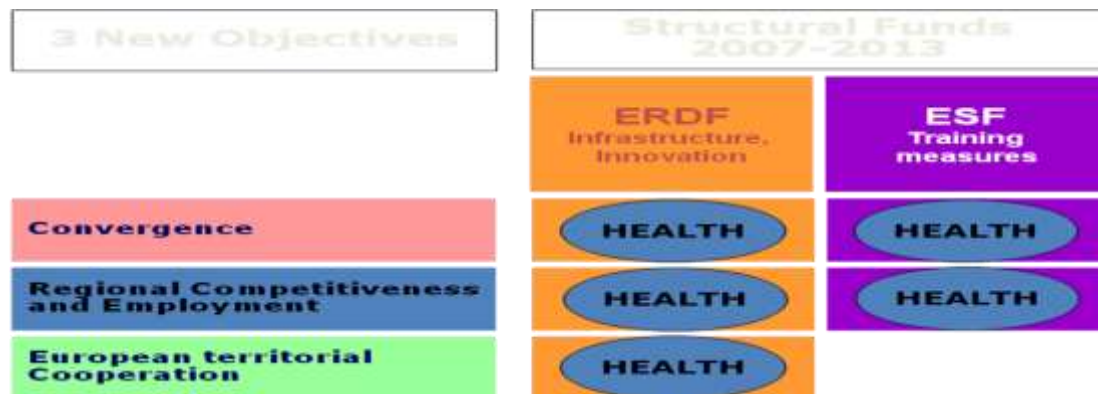 3 New Objectives
Structural Funds
2007-2013
ERDF
Infrastructure,
Innovation
ESF
Training
measures
Convergence
HEALTH
HEALTH
Regional Competitiveness
and Employment
HEALTH
HEALTH
European territorial
Cooperation
HEALTH